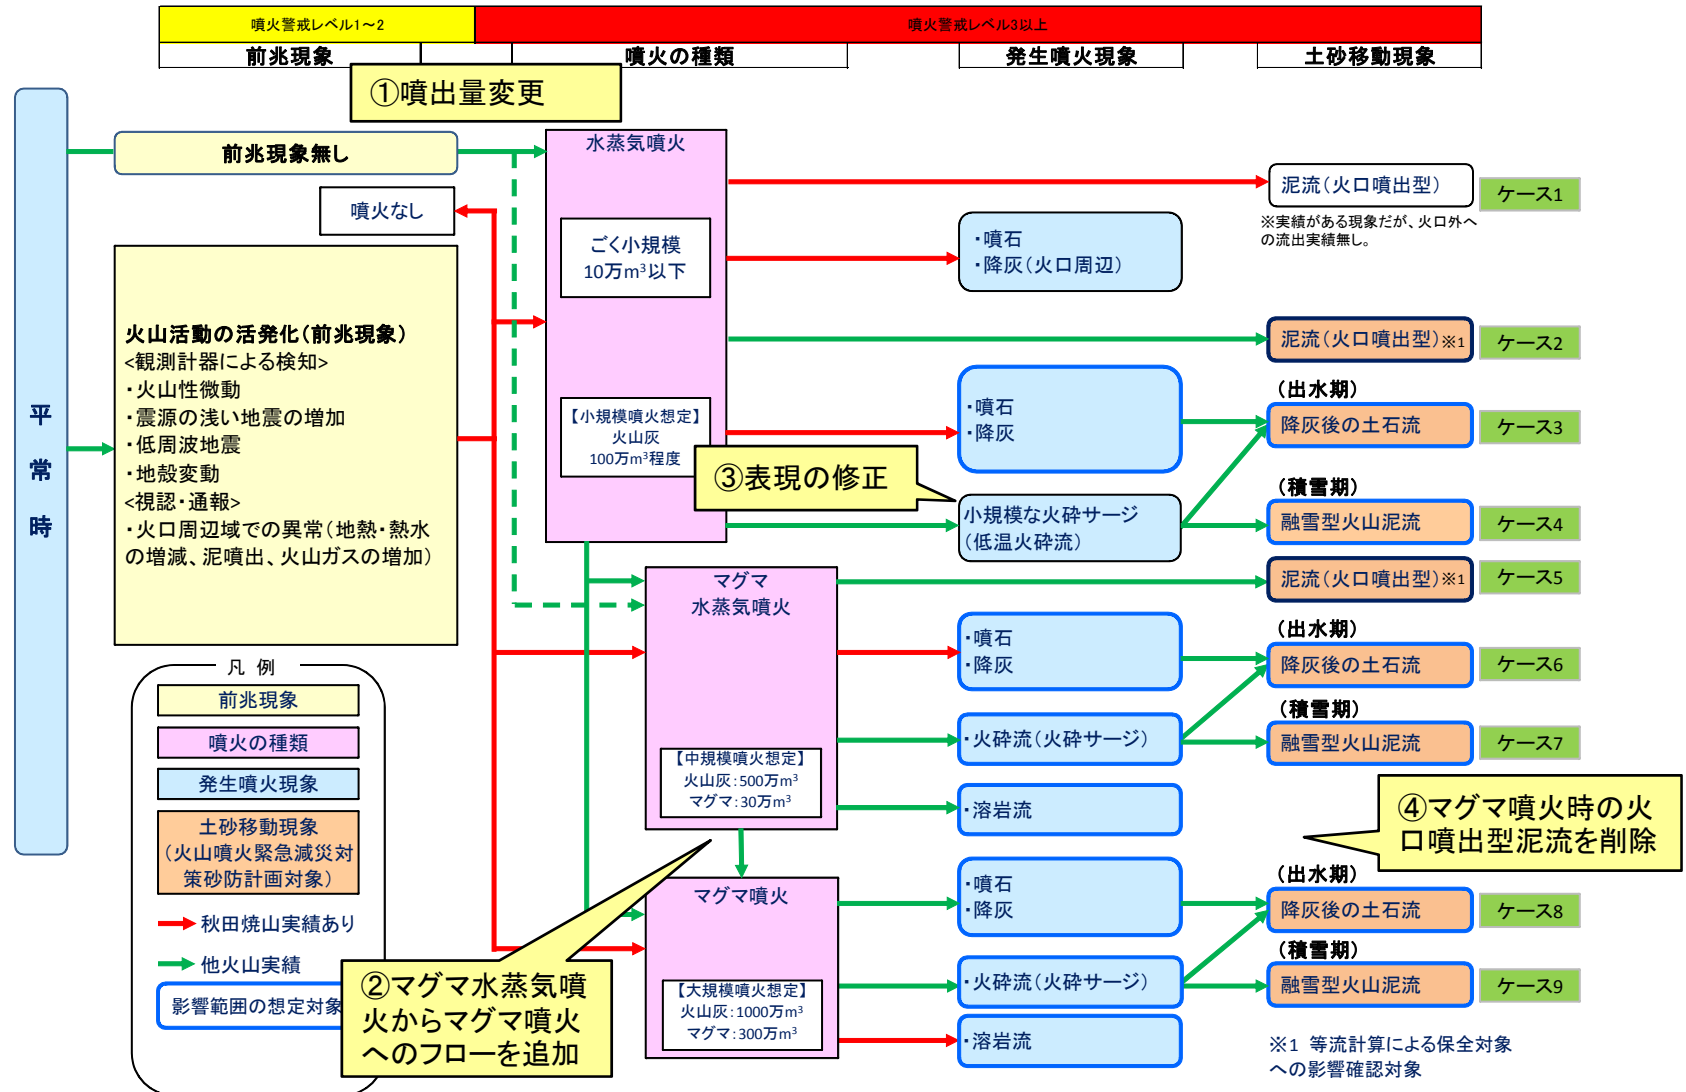 噴火警戒レベル1～2
噴火警戒レベル3以上
前兆現象
噴火の種類
発生噴火現象
土砂移動現象
①噴出量変更
平
常
時
前兆現象無し
噴火なし
火山活動の活発化(前兆現象)
<観測計器による検知>
・火山性微動
・震源の浅い地震の増加
・低周波地震
・地殻変動
<視認・通報>
・火口周辺域での異常(地熱・熱水
の増減、泥噴出、火山ガスの増加)
水蒸気噴火
ごく小規模
10万m³以下
【小規模噴火想定】
火山灰
100万m³程度
泥流(火口噴出型)
ケース1
※実績がある現象だが、火口外へ
の流出実績無し。
・噴石
・降灰(火口周辺)
泥流(火口噴出型)※1
ケース2
・噴石
・降灰
(出水期)
降灰後の土石流
ケース3
③表現の修正
小規模な火砕サージ
(低温火砕流)
(積雪期)
融雪型火山泥流
ケース4
マグマ
水蒸気噴火
【中規模噴火想定】
火山灰:500万m³
マグマ:30万m³
泥流(火口噴出型)※1
ケース5
・噴石
・降灰
(出水期)
降灰後の土石流
ケース6
・火砕流(火砕サージ)
(積雪期)
融雪型火山泥流
ケース7
・溶岩流
④マグマ噴火時の火
口噴出型泥流を削除
マグマ噴火
【大規模噴火想定】
火山灰:1000万m³
マグマ:300万m³
・噴石
・降灰
(出水期)
降灰後の土石流
ケース8
・火砕流(火砕サージ)
(積雪期)
融雪型火山泥流
ケース9
・溶岩流
②マグマ水蒸気噴
火からマグマ噴火
へのフローを追加
凡 例
前兆現象
噴火の種類
発生噴火現象
土砂移動現象
(火山噴火緊急減災対
策砂防計画対象)
秋田焼山実績あり
他火山実績
影響範囲の想定対象
※1 等流計算による保全対象
への影響確認対象